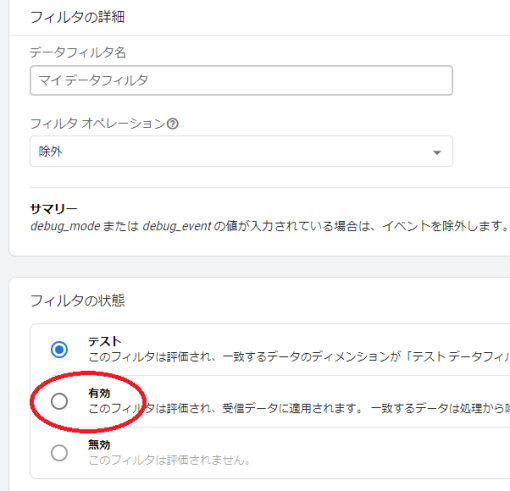 フィルタの詳細
データフィルタ名
マイ データフィルタ
フィルタ オペレーション
除外
サマリー
debug_mode または debug_event の値が入力されている場合は、イベントを除外します。
フィルタの状態
テスト
このフィルタは評価され、一致するデータのディメンションが「テスト データフィル
有効
このフィルタは評価され、受信データに適用されます。 一致するデータは処理から
無効
このフィルタは評価されません。